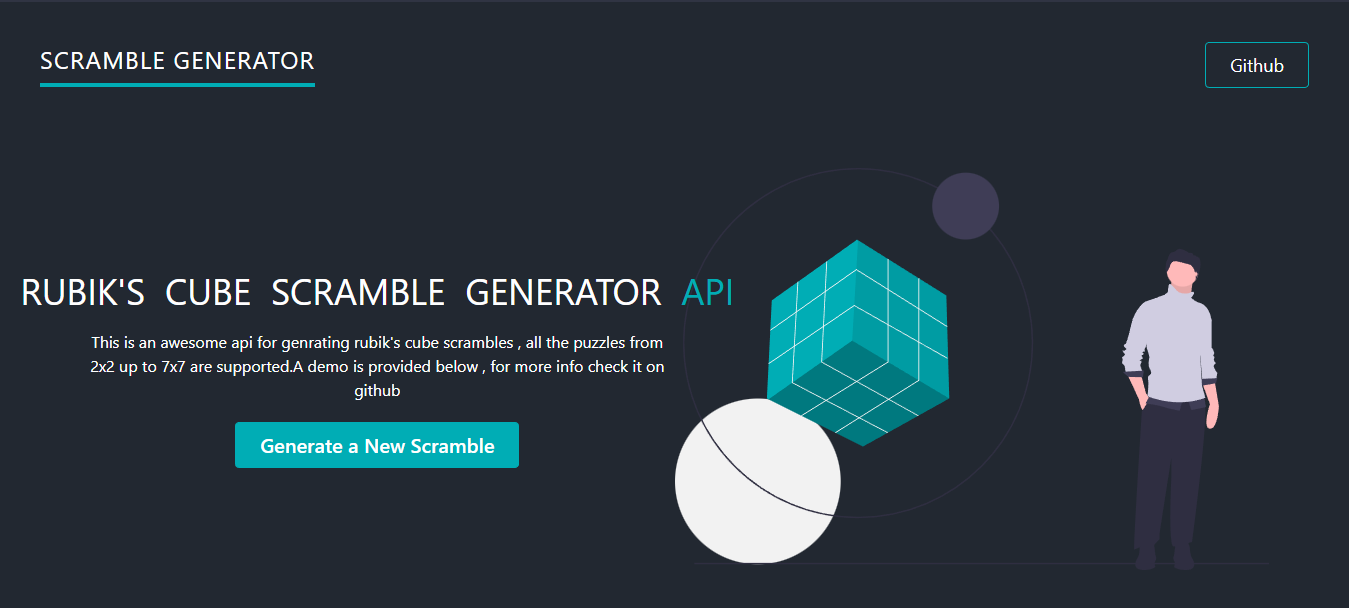 SCRAMBLE GENERATOR
Github
RUBIK'S CUBE SCRAMBLE GENERATOR API
This is an awesome api for genrating rubik's cube scrambles , all the puzzles from
2x2 up to 7x7 are supported.A demo is provided below , for more info check it on
github
Generate a New Scramble